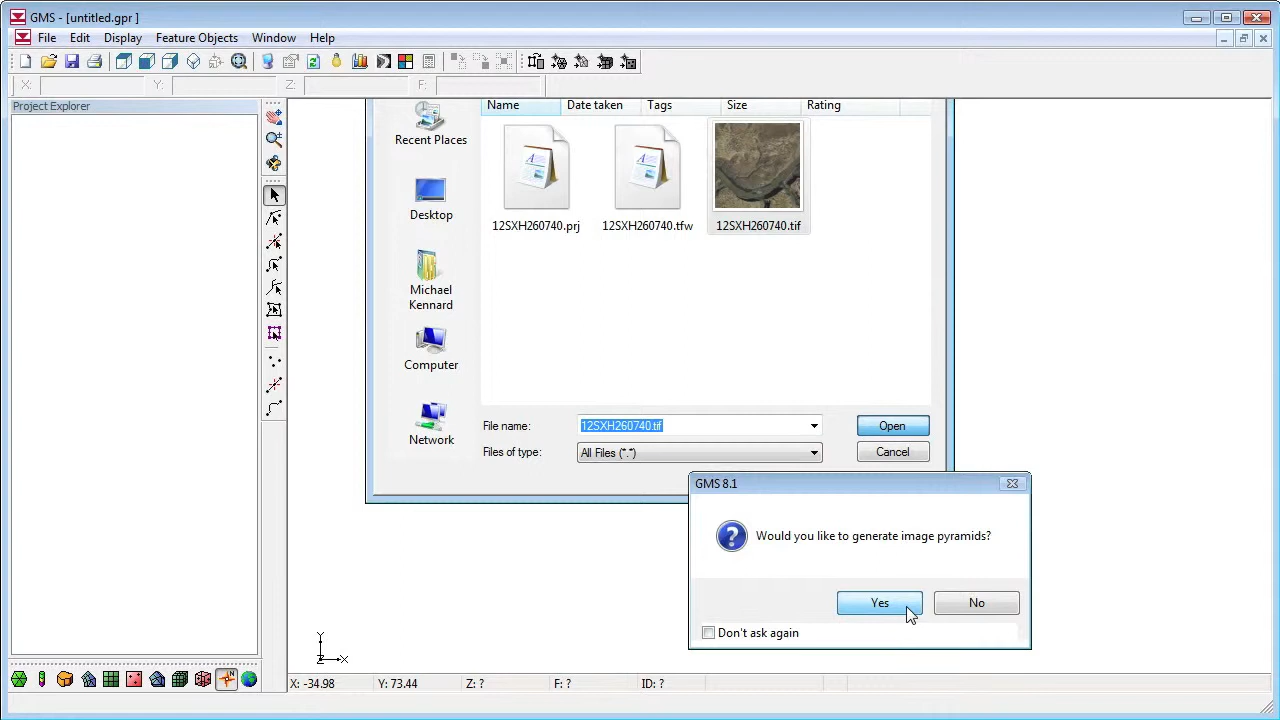 GMS - [untitled.gpr ]
File Edit Display Feature Objects Window Help
X: Y: Z: F:
Project Explorer
Name Date taken Tags Size Rating
Recent Places
Desktop
Michael
Kennard
Computer
Network
12SXH260740.prj 12SXH260740.tfw 12SXH260740.tif
File name: 12SXH260740.tif Open
Files of type: All Files (*.*) Cancel
GMS 8.1
Would you like to generate image pyramids?
Yes No
Don't ask again
Y
Z X
X: -34.98 Y: 73.44 Z: ? F: ? ID: ?